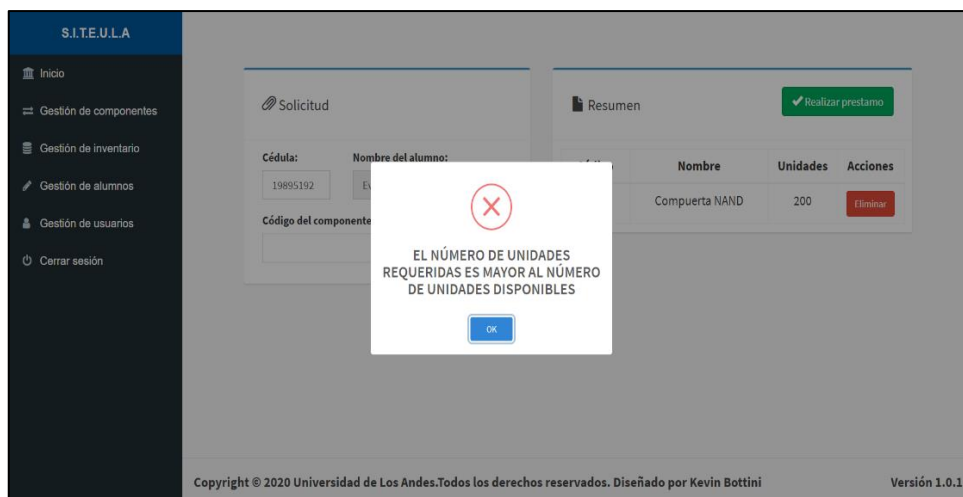 S.I.T.E.U.L.A
Inicio
Gestión de componentes
Gestión de inventario
Gestión de alumnos
Gestión de usuarios
Cerrar sesión
Solicitud
Cédula:
Nombre del alumno:
19895192
Código del componente
Resumen
Realizar prestamo
Nombre
Unidades
Acciones
Compuerta NAND
200
Eliminar
EL NÚMERO DE UNIDADES
REQUERIDAS ES MAYOR AL NÚMERO
DE UNIDADES DISPONIBLES
OK
Copyright © 2020 Universidad de Los Andes.Todos los derechos reservados. Diseñado por Kevin Bottini
Versión 1.0.1